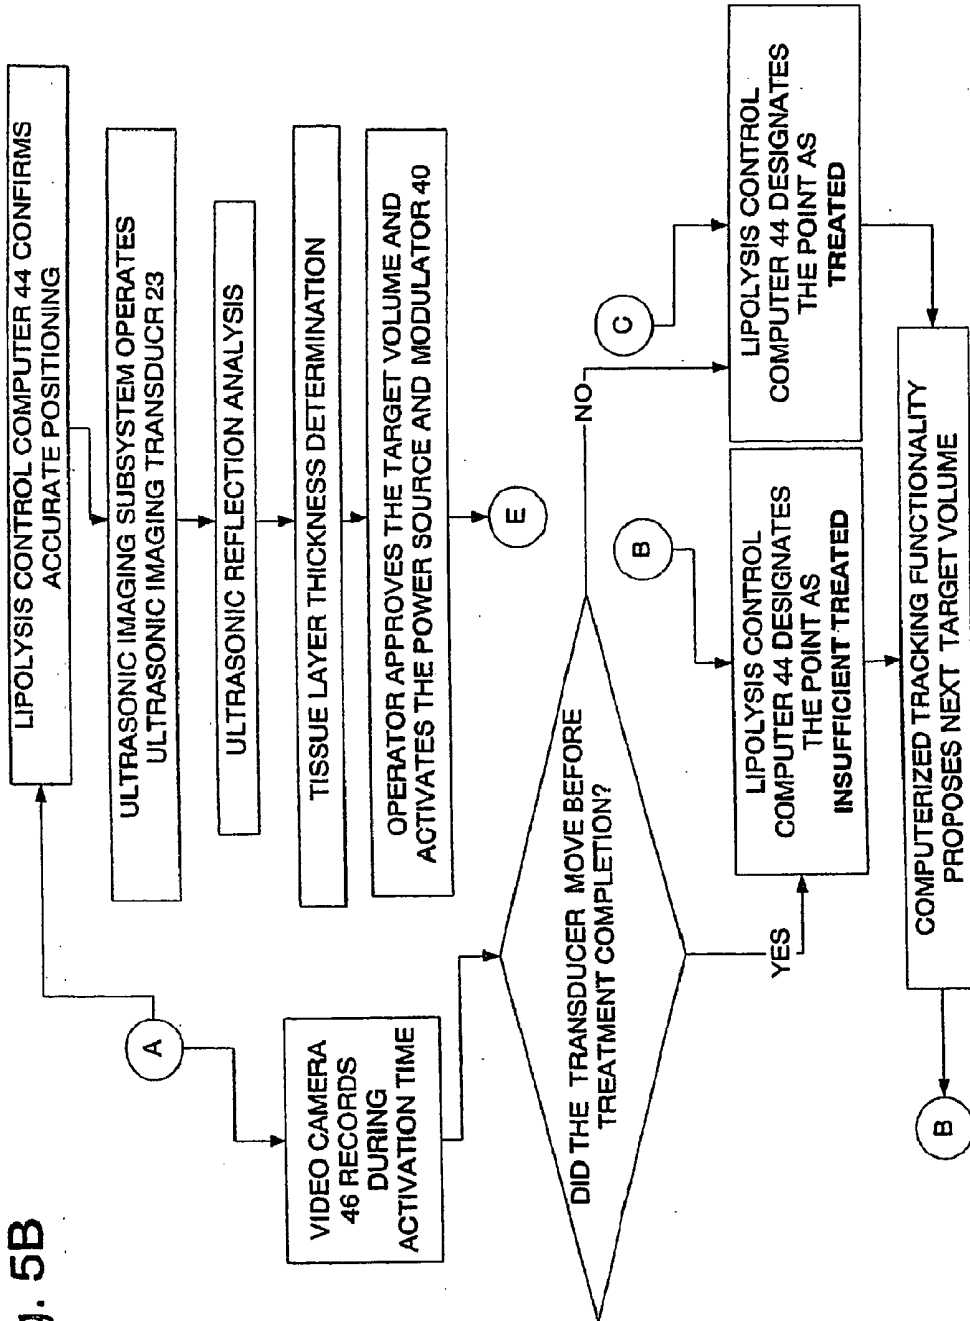 g. 5B
LIPOLYSIS CONTROL COMPUTER 44 CONFIRMS
ACCURATE POSITIONING
A
ULTRASONIC IMAGING SUBSYSTEM OPERATES
ULTRASONIC IMAGING TRANSDUCR 23
ULTRASONIC REFLECTION ANALYSIS
TISSUE LAYER THICKNESS DETERMINATION
OPERATOR APPROVES THE TARGET VOLUME AND
ACTIVATES THE POWER SOURCE AND MODULATOR 40
E
VIDEO CAMERA
46 RECORDS
DURING
ACTIVATION TIME
DID THE TRANSDUCER MOVE BEFORE
TREATMENT COMPLETION?
NO
YES
C
B
LIPOLYSIS CONTROL
COMPUTER 44 DESIGNATES
THE POINT AS
INSUFFICIENT TREATED
LIPOLYSIS CONTROL
COMPUTER 44 DESIGNATES
THE POINT AS
TREATED
COMPUTERIZED TRACKING FUNCTIONALITY
PROPOSES NEXT TARGET VOLUME
B